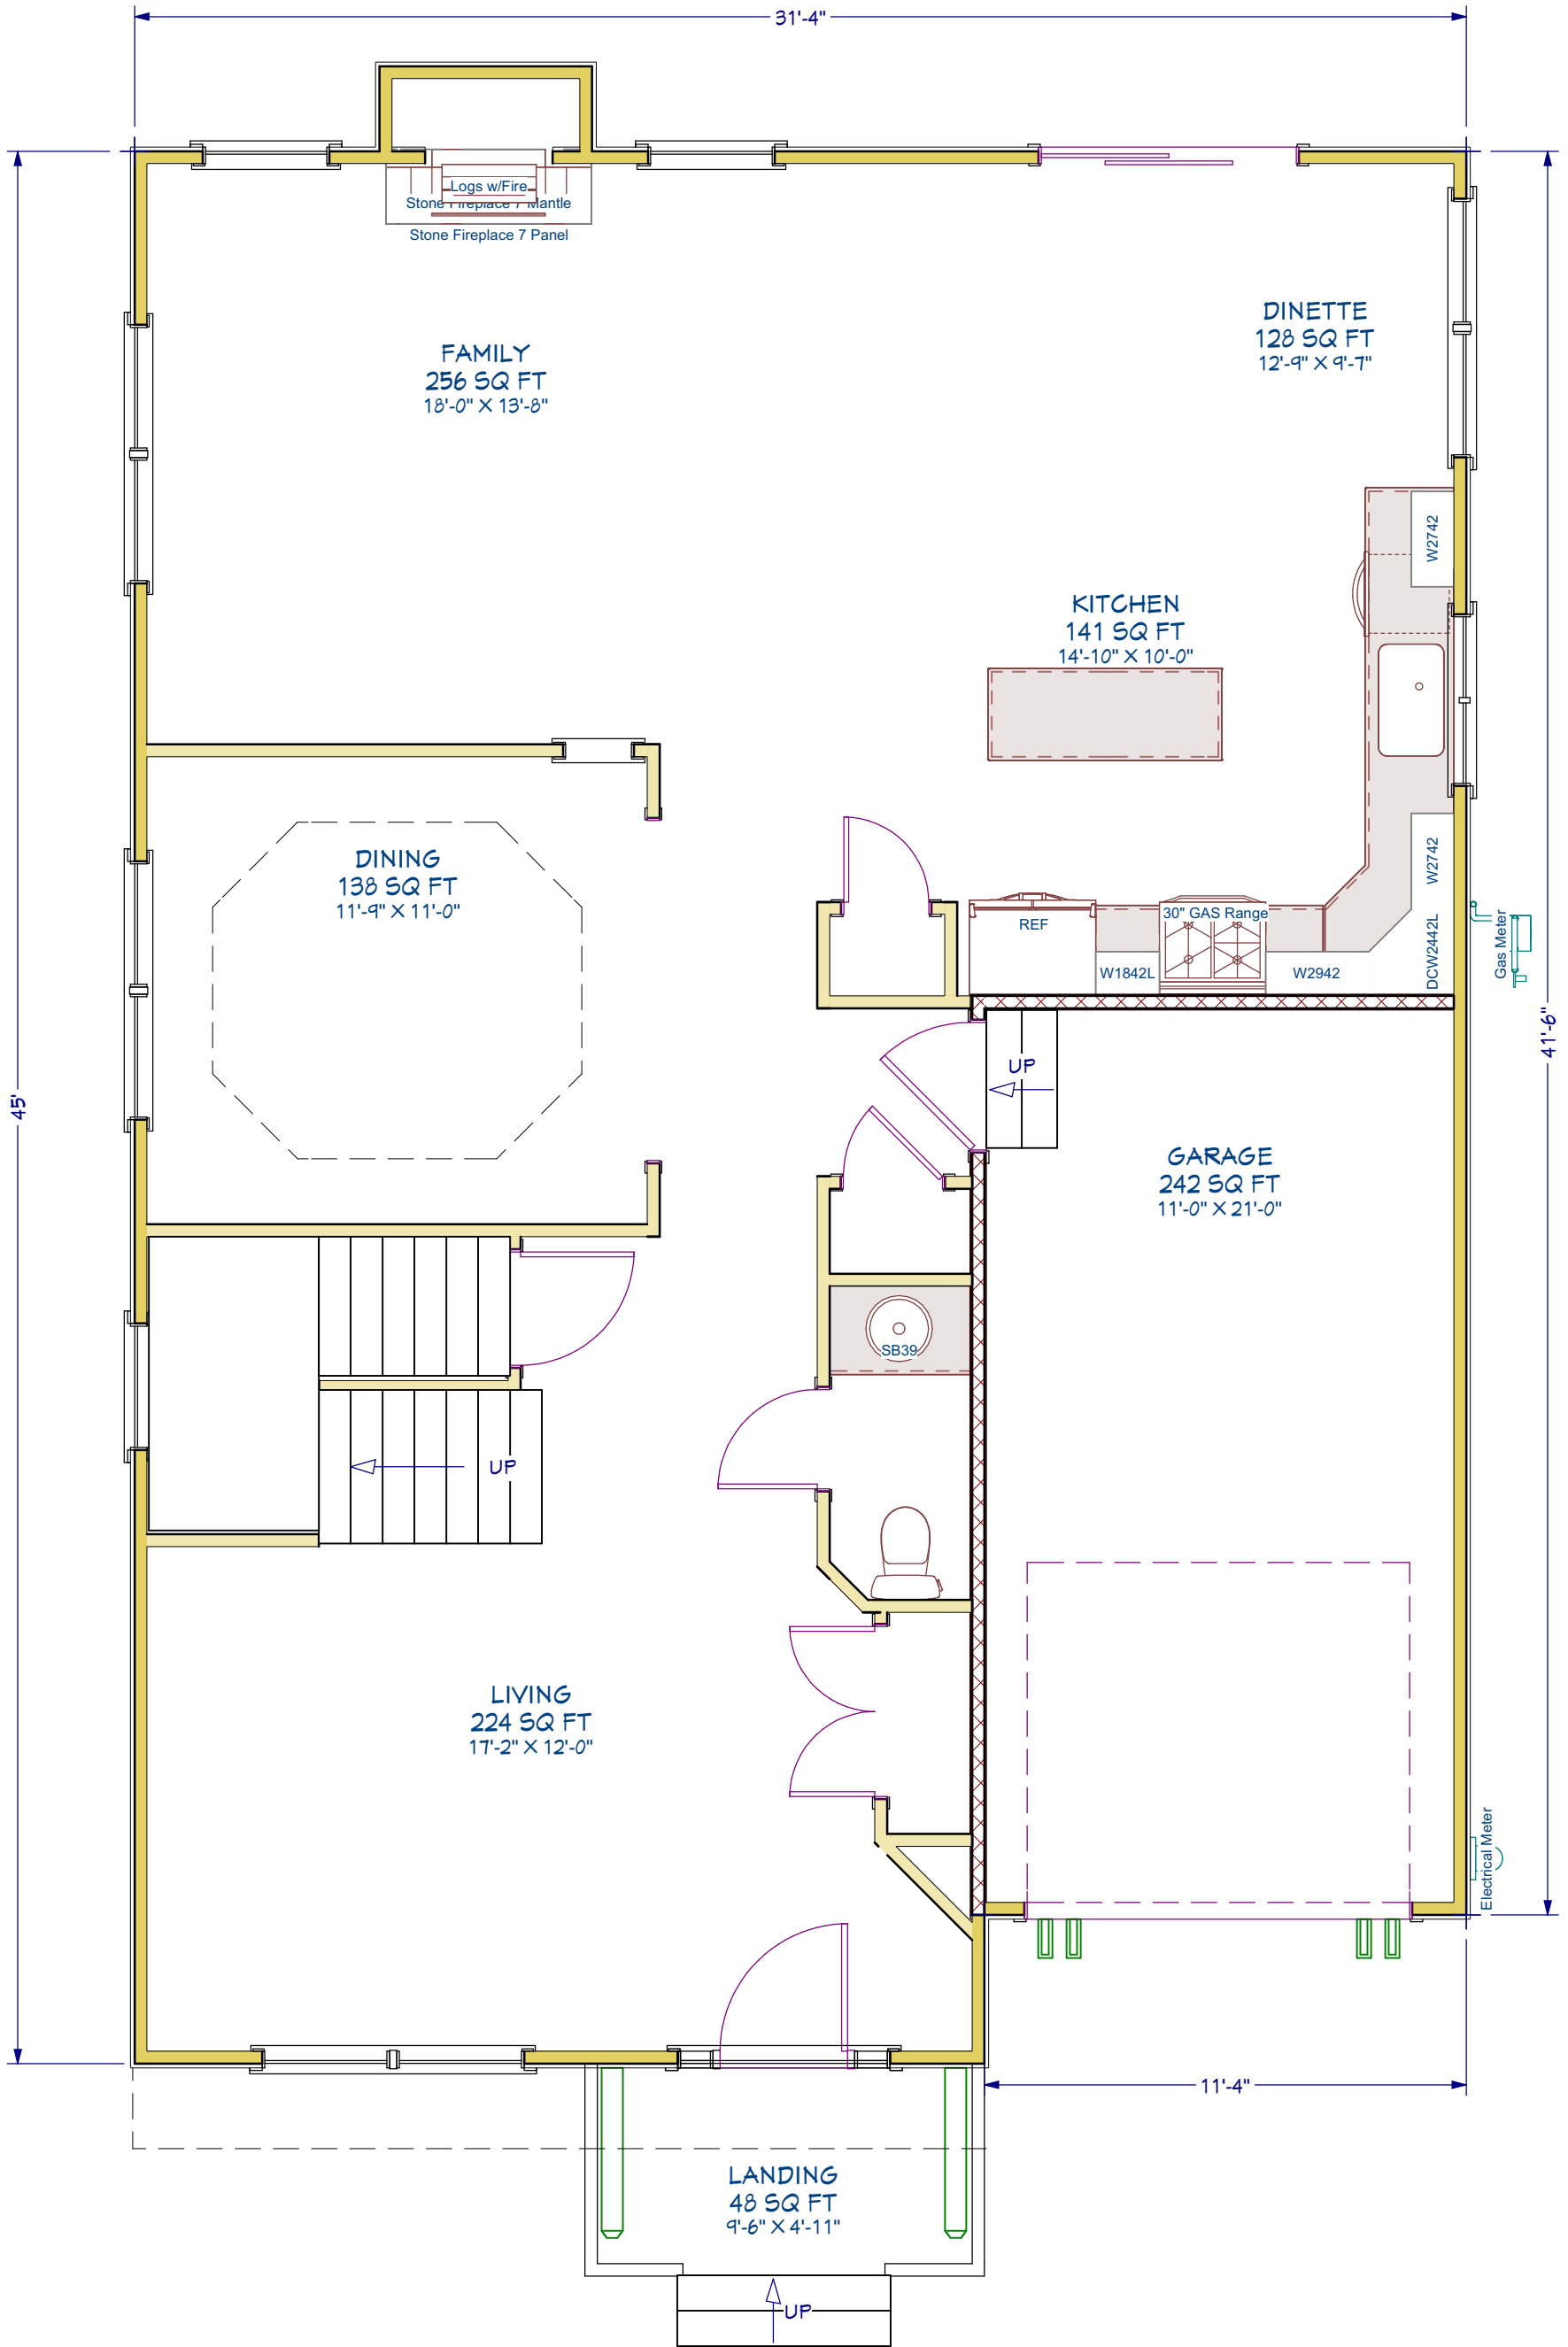 31'-4"
Logs w/Fire
Stone Fireplace 7 Mantle
Stone Fireplace 7 Panel
DINETTE
128 SQ FT
12'-9" X 9'-7"
FAMILY
256 SQ FT
18'-0" X 13'-8"
W2742
KITCHEN
141 SQ FT
14'-10" X 10'-0"
DINING
138 SQ FT
11'-9" X 11'-0"
W2742
REF
30" GAS Range
W1842L
W2942
DCW2442L
Gas Meter
41'-6"
45'
UP
GARAGE
242 SQ FT
11'-0" X 21'-0"
SB39
UP
LIVING
224 SQ FT
17'-2" X 12'-0"
Electrical Meter
11'-4"
LANDING
48 SQ FT
9'-6" X 4'-11"
UP